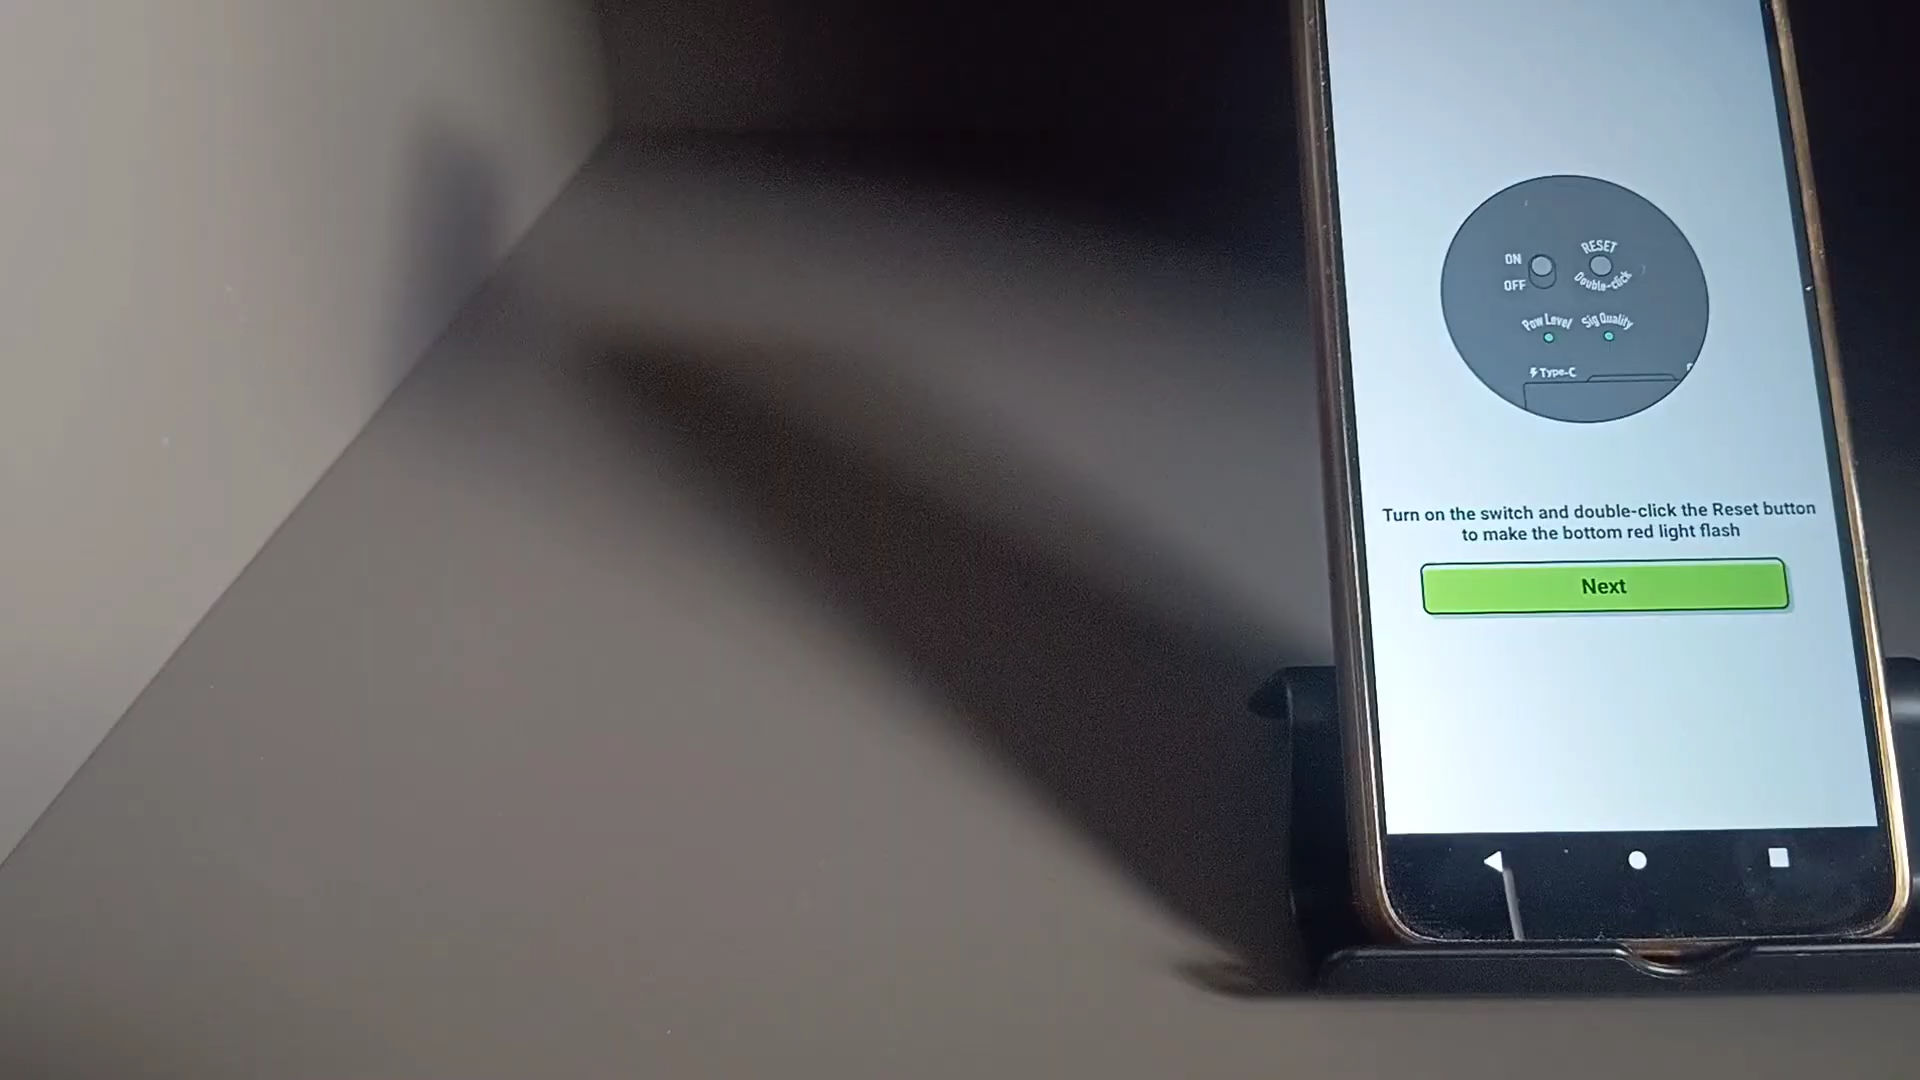 ON
RESET
OFF
Double-click
Pow Level
Sig Quality
Type-C
Turn on the switch and double-click the Reset button
to make the bottom red light flash
Next